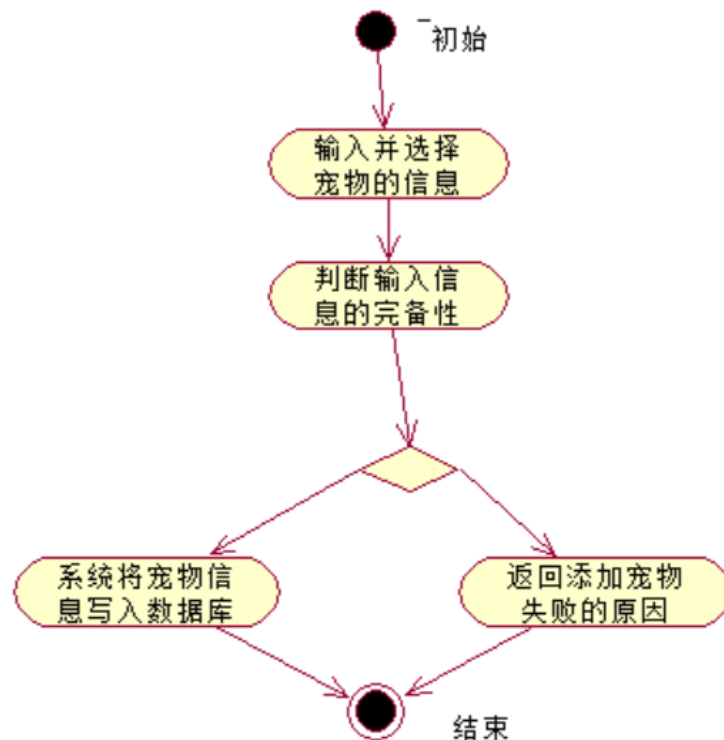 初始
输入并选择
宠物的信息
判断输入信
息的完备性
系统将宠物信
息写入数据库
返回添加宠物
失败的原因
结束